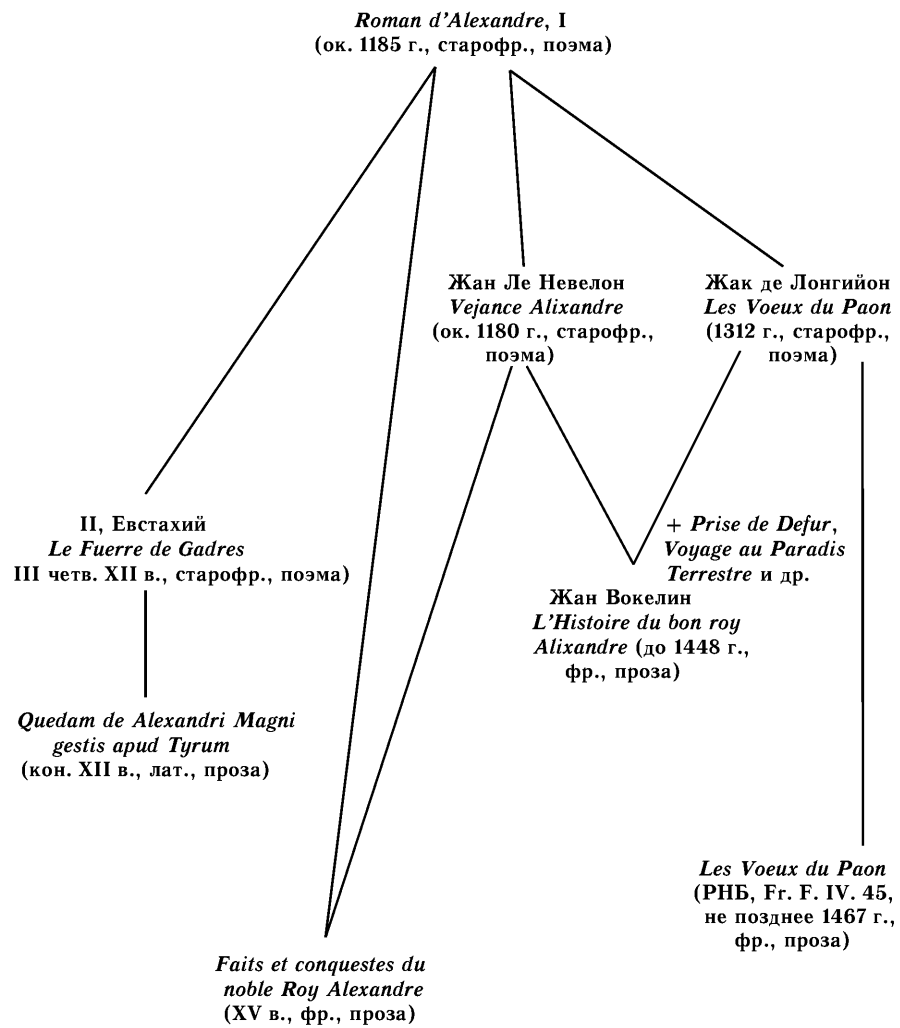 Roman d'Alexandre, I
(ок. 1185 г., старофр., поэма)
Жан Ле Невелон
Vejance Alixandre
(ок. 1180 г., старофр.,
поэма)
Жак де Лонгийон
Les Voeux du Paon
(1312 г., старофр.,
поэма)
II, Евстахий
Le Fuerre de Gadres
III четв. XII в., старофр., поэма)
+ Prise de Defur,
Voyage au Paradis
Terrestre и др.
Жан Вокелин
L'Histoire du bon roy
Alixandre (до 1448 г.,
фр., проза)
Quedam de Alexandri Magni
gestis apud Tyrum
(кон. XII в., лат., проза)
Les Voeux du Paon
(РНБ, Fr. F. IV. 45,
не позднее 1467 г.,
фр., проза)
Faits et conquestes du
noble Roy Alexandre
(XV в., фр., проза)